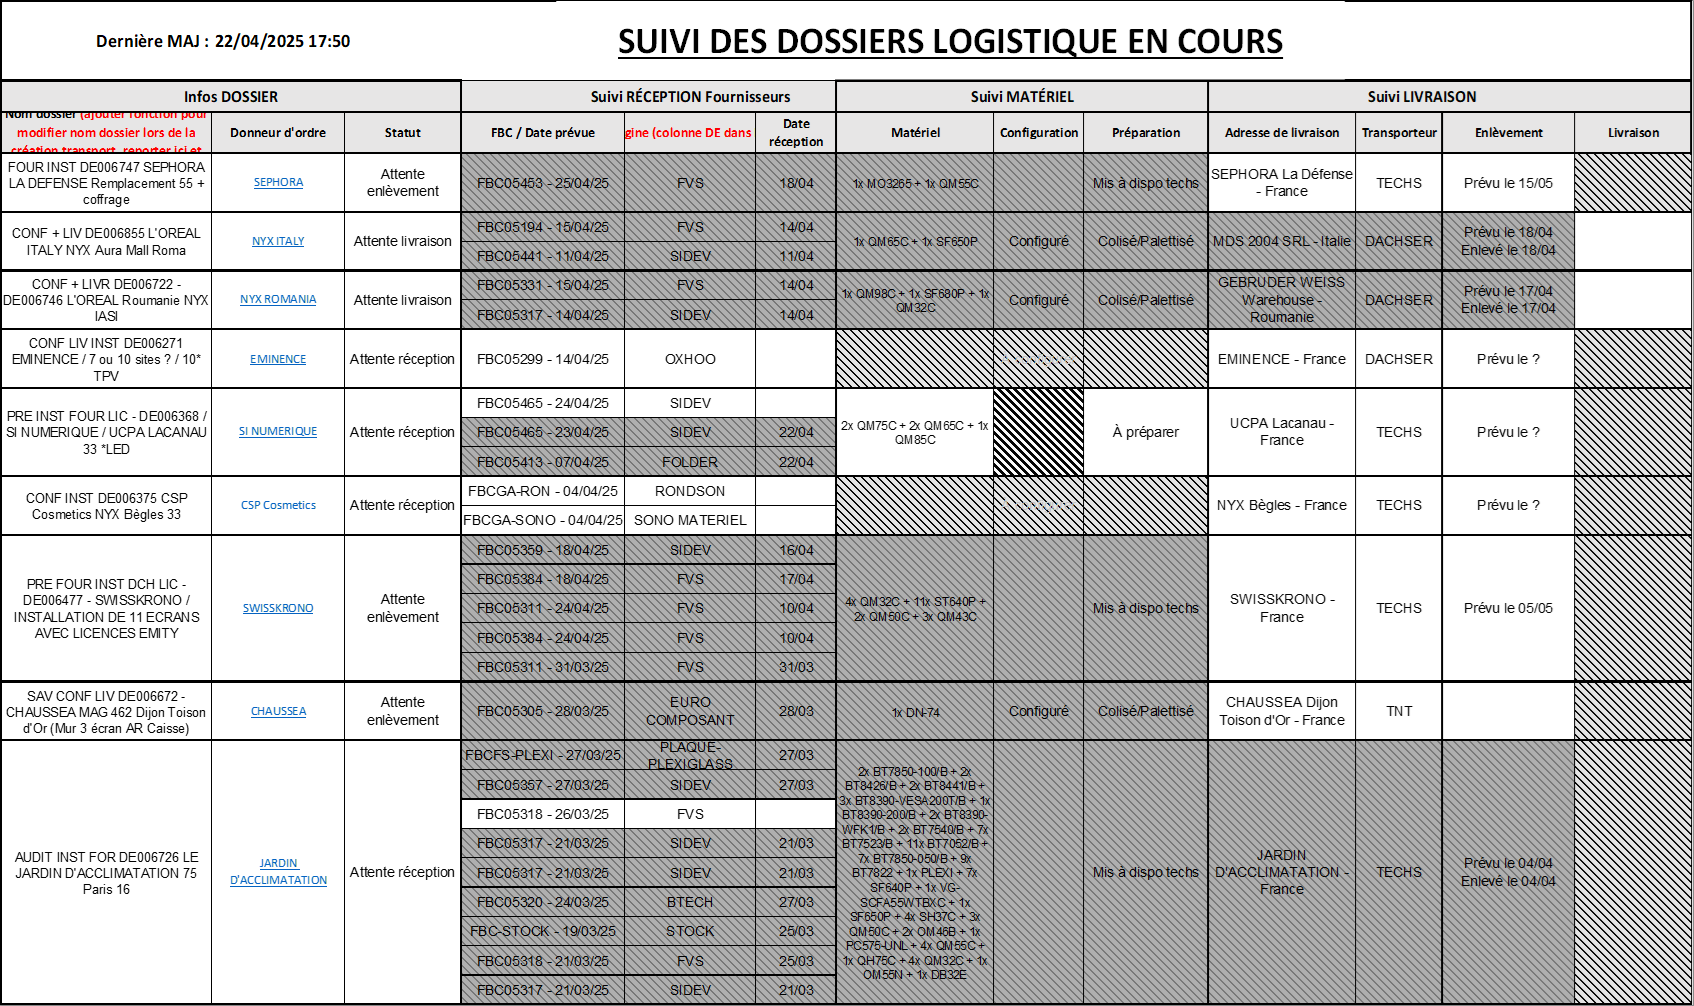 Dernière MAJ : 22/04/2025 17:50
SUIVI DES DOSSIERS LOGISTIQUE EN COURS
Infos DOSSIER
Suivi RÉCEPTION Fournisseurs
Suivi MATÉRIEL
Suivi LIVRAISON
Nom dossier (ajouter fonction pour
modifier nom dossier lors de la
création transport, reporter ici et
Donneur d'ordre
Statut
FBC / Date prévue
gine (colonne DE dans
Date
réception
Matériel
Configuration
Préparation
Adresse de livraison
Transporteur
Enlèvement
Livraison
FOUR INST DE006747 SEPHORA
LA DEFENSE Remplacement 55 +
coffrage
SEPHORA
Attente
enlèvement
FBC05453 - 25/04/25
FVS
18/04
1x MO3265 + 1x QM55C
Mis à dispo techs
SEPHORA La Défense
- France
TECHS
Prévu le 15/05
CONF + LIV DE006855 L'OREAL
ITALY NYX Aura Mall Roma
NYX ITALY
Attente livraison
FBC05194 - 15/04/25
FVS
14/04
FBC05441 - 11/04/25
SIDEV
11/04
1x QM65C + 1x SF650P
Configuré
Colisé/Palettisé
MDS 2004 SRL - Italie
DACHSER
Prévu le 18/04
Enlevé le 18/04
CONF + LIVR DE006722 -
DE006746 L'OREAL Roumanie NYX
IASI
NYX ROMANIA
Attente livraison
FBC05331 - 15/04/25
FVS
14/04
FBC05317 - 14/04/25
SIDEV
14/04
1x QM98C + 1x SF680P + 1x
QM32C
Configuré
Colisé/Palettisé
GEBRUDER WEISS
Warehouse -
Roumanie
DACHSER
Prévu le 17/04
Enlevé le 17/04
CONF LIV INST DE006271
EMINENCE / 7 ou 10 sites ? / 10*
TPV
EMINENCE
Attente réception
FBC05299 - 14/04/25
OXHOO
EMINENCE - France
DACHSER
Prévu le ?
PRE INST FOUR LIC - DE006368 /
SI NUMERIQUE / UCPA LACANAU
33 *LED
SI NUMERIQUE
Attente réception
FBC05465 - 24/04/25
SIDEV
FBC05465 - 23/04/25
SIDEV
22/04
FBC05413 - 07/04/25
FOLDER
22/04
2x QM75C + 2x QM65C + 1x
QM85C
À préparer
UCPA Lacanau -
France
TECHS
Prévu le ?
CONF INST DE006375 CSP
Cosmetics NYX Bègles 33
CSP Cosmetics
Attente réception
FBCGA-RON - 04/04/25
RONDSON
FBCGA-SONO - 04/04/25
SONO MATERIEL
NYX Bègles - France
TECHS
Prévu le ?
PRE FOUR INST DCH LIC -
DE006477 - SWISSKRONO /
INSTALLATION DE 11 ECRANS
AVEC LICENCES EMITY
SWISSKRONO
Attente
enlèvement
FBC05359 - 18/04/25
SIDEV
16/04
FBC05384 - 18/04/25
FVS
17/04
FBC05311 - 24/04/25
FVS
10/04
FBC05384 - 24/04/25
FVS
10/04
FBC05311 - 31/03/25
FVS
31/03
4x QM32C + 11x ST640P +
2x QM50C + 3x QM43C
Mis à dispo techs
SWISSKRONO -
France
TECHS
Prévu le 05/05
SAV CONF LIV DE006672 -
CHAUSSEA MAG 462 Dijon Toison
d'Or (Mur 3 écran AR Caisse)
CHAUSSEA
Attente
enlèvement
FBC05305 - 28/03/25
EURO
COMPOSANT
28/03
1x DN-74
Configuré
Colisé/Palettisé
CHAUSSEA Dijon
Toison d'Or - France
TNT
AUDIT INST FOR DE006726 LE
JARDIN D'ACCLIMATATION 75
Paris 16
JARDIN
D'ACCLIMATATION
Attente réception
FBCFS-PLEXI - 27/03/25
PLAQUE-
PLEXIGLASS
27/03
FBC05357 - 27/03/25
SIDEV
27/03
FBC05318 - 26/03/25
FVS
FBC05317 - 21/03/25
SIDEV
21/03
FBC05317 - 21/03/25
SIDEV
21/03
FBC05320 - 24/03/25
BTECH
27/03
FBC-STOCK - 19/03/25
STOCK
25/03
FBC05318 - 21/03/25
FVS
25/03
FBC05317 - 21/03/25
SIDEV
21/03
2x BT7850-100/B + 2x
BT8426/B + 2x BT8441/B +
3x BT8390-VESA200T/B + 1x
BT8390-200/B + 2x BT8390-
WFK1/B + 2x BT7540/B + 7x
BT7523/B + 11x BT7052/B +
7x BT7850-050/B + 9x
BT7822 + 1x PLEXI + 7x
SF640P + 1x VG-
SCFA55WTBXC + 1x
SF650P + 4x SH37C + 3x
QM50C + 2x OM46B + 1x
PC575-UNL + 4x QM55C +
1x QH75C + 4x QM32C + 1x
OM55N + 1x DB32E
Mis à dispo techs
JARDIN
D'ACCLIMATATION -
France
TECHS
Prévu le 04/04
Enlevé le 04/04